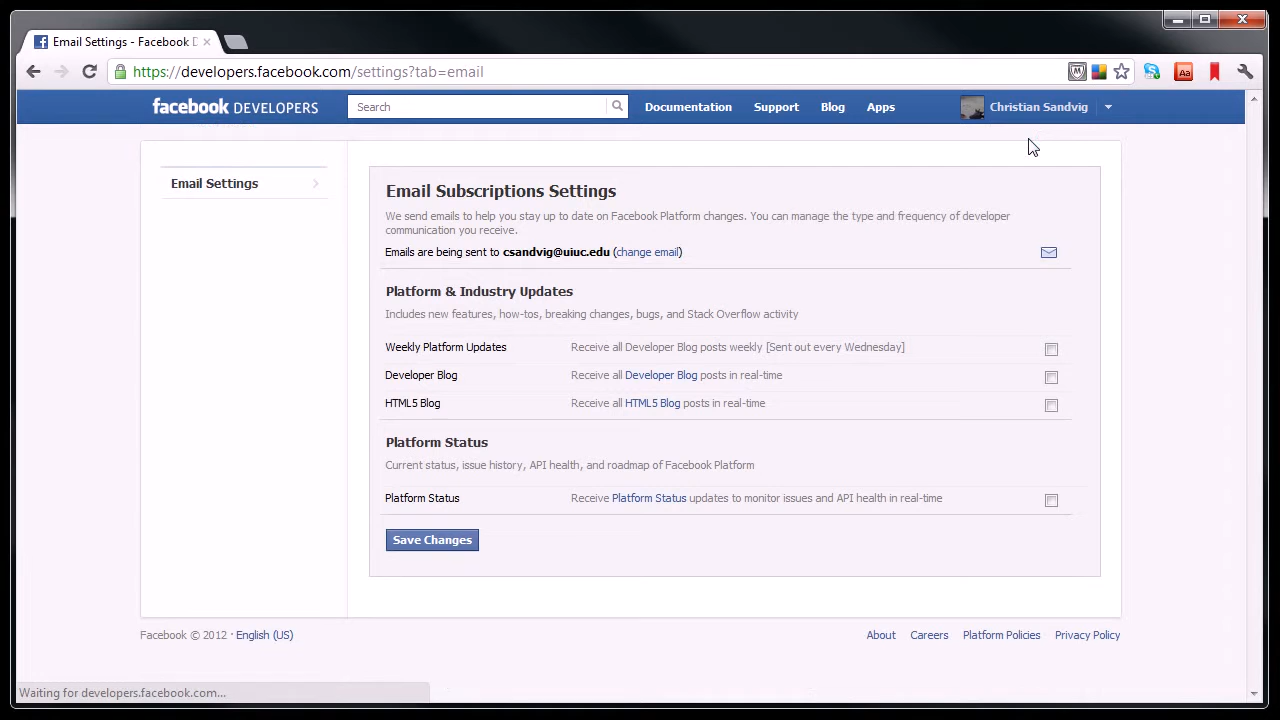 Email Settings - Facebook D
https://developers.facebook.com/settings?tab=email
facebook DEVELOPERS
Search
Documentation
Support
Blog
Apps
Christian Sandvig
Email Settings
Email Subscriptions Settings
We send emails to help you stay up to date on Facebook Platform changes. You can manage the type and frequency of developer
communication you receive.
Emails are being sent to csandvig@uiuc.edu (change email)
Platform & Industry Updates
Includes new features, how-tos, breaking changes, bugs, and Stack Overflow activity
Weekly Platform Updates Receive all Developer Blog posts weekly [Sent out every Wednesday]
Developer Blog Receive all Developer Blog posts in real-time
HTML5 Blog Receive all HTML5 Blog posts in real-time
Platform Status
Current status, issue history, API health, and roadmap of Facebook Platform
Platform Status Receive Platform Status updates to monitor issues and API health in real-time
Save Changes
Facebook © 2012 · English (US)
About Careers Platform Policies Privacy Policy
Waiting for developers.facebook.com...